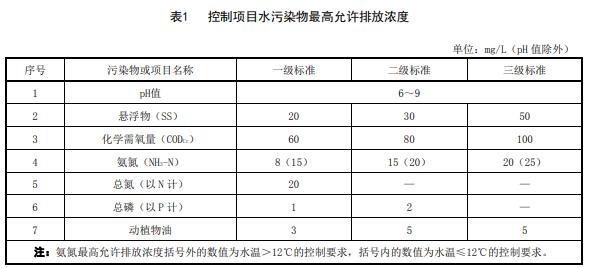 表1 控制项目水污染物最高允许排放浓度
单位：mg/L（pH 值除外）
序号 污染物或项目名称 一级标准 二级标准 三级标准
1 pH值 6～9
2 悬浮物（SS） 20 30 50
3 化学需氧量（CODCr） 60 80 100
4 氨氮（NH₃-N） 8（15） 15（20） 20（25）
5 总氮（以 N 计） 20 — —
6 总磷（以 P 计） 1 2 —
7 动植物油 3 5 5
注：氨氮最高允许排放浓度括号外的数值为水温＞12℃的控制要求，括号内的数值为水温≤12℃的控制要求。